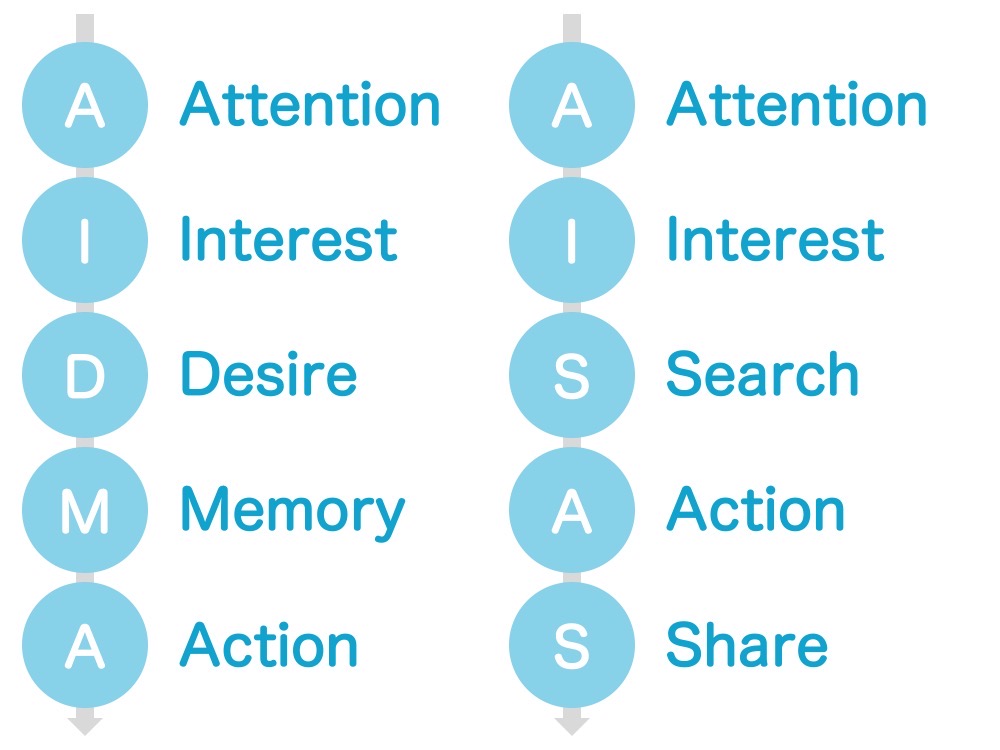 A Attention
I Interest
D Desire
M Memory
A Action
A Attention
I Interest
S Search
A Action
S Share